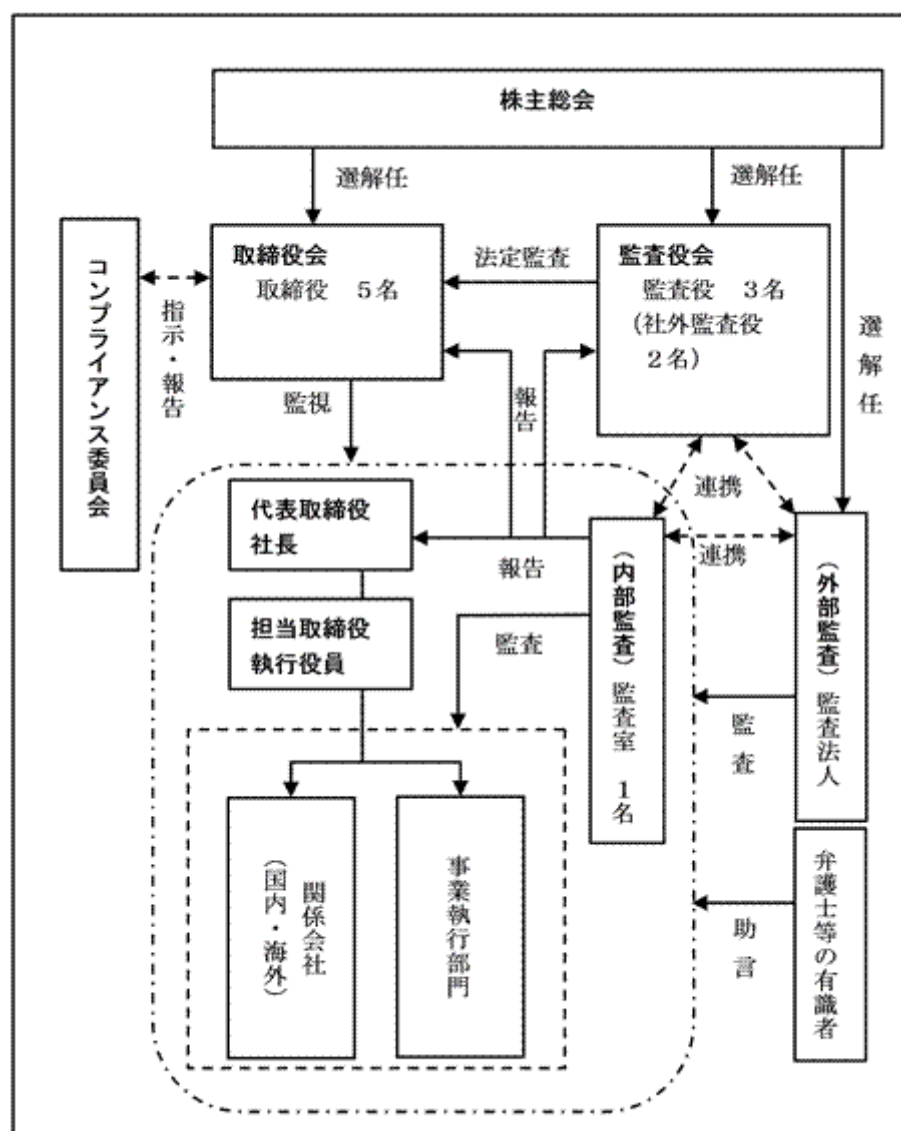 株主総会
選解任
選解任
取締役会
取締役　５名
法定監査
監査役会
監査役　３名
（社外監査役
２名）
選解任
コンプライアンス委員会
指示・報告
監視
報告
連携
代表取締役
社長
報告
連携
担当取締役
執行役員
監査
（内部監査）監査室　１名
（外部監査）監査法人
監査
関係会社
（国内・海外）
事業執行部門
助言
弁護士等の有識者